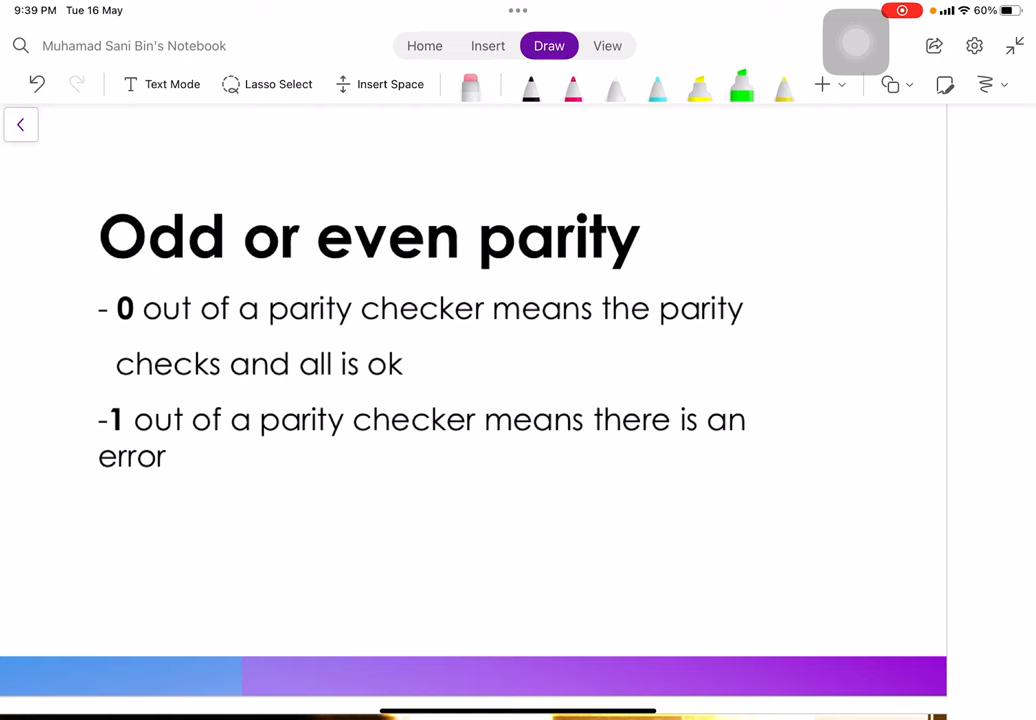 9:39 PM Tue 16 May
60%
Muhamad Sani Bin's Notebook
Home Insert Draw View
Text Mode Lasso Select Insert Space
Odd or even parity
- 0 out of a parity checker means the parity
checks and all is ok
-1 out of a parity checker means there is an
error